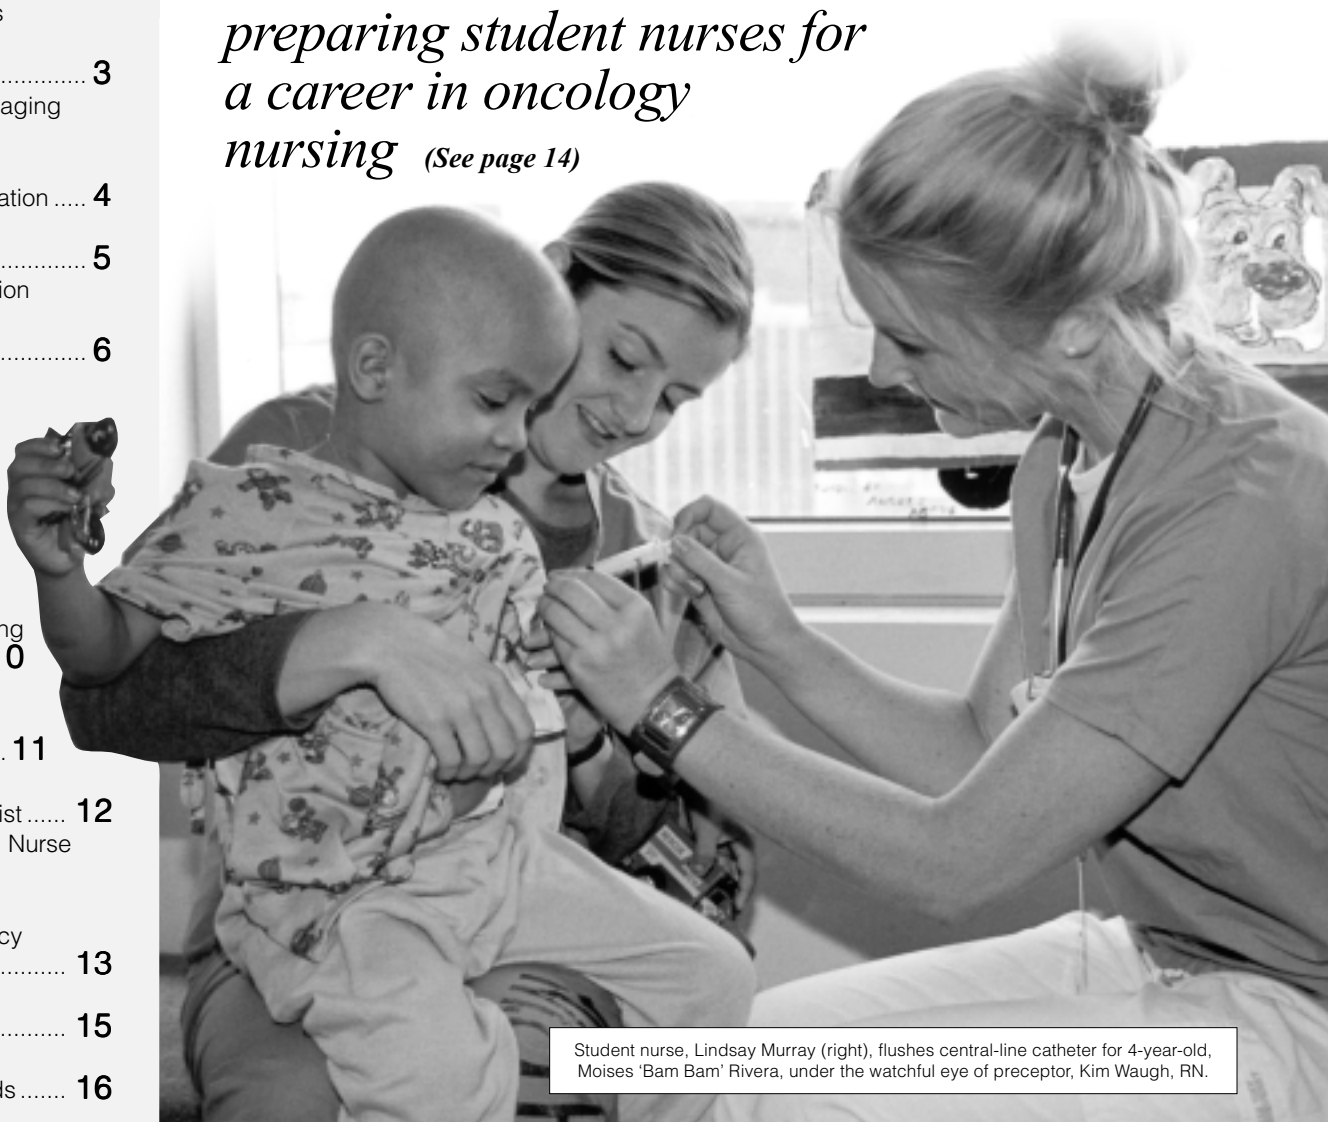 preparing student nurses for
a career in oncology
nursing (See page 14)
s
............. 3
aging
ation ..... 4
............. 5
ion
............. 6
ng
0
. 11
ist ...... 12
Nurse
cy
.......... 13
.......... 15
ds ....... 16
Student nurse, Lindsay Murray (right), flushes central-line catheter for 4-year-old,
Moises ‘Bam Bam’ Rivera, under the watchful eye of preceptor, Kim Waugh, RN.